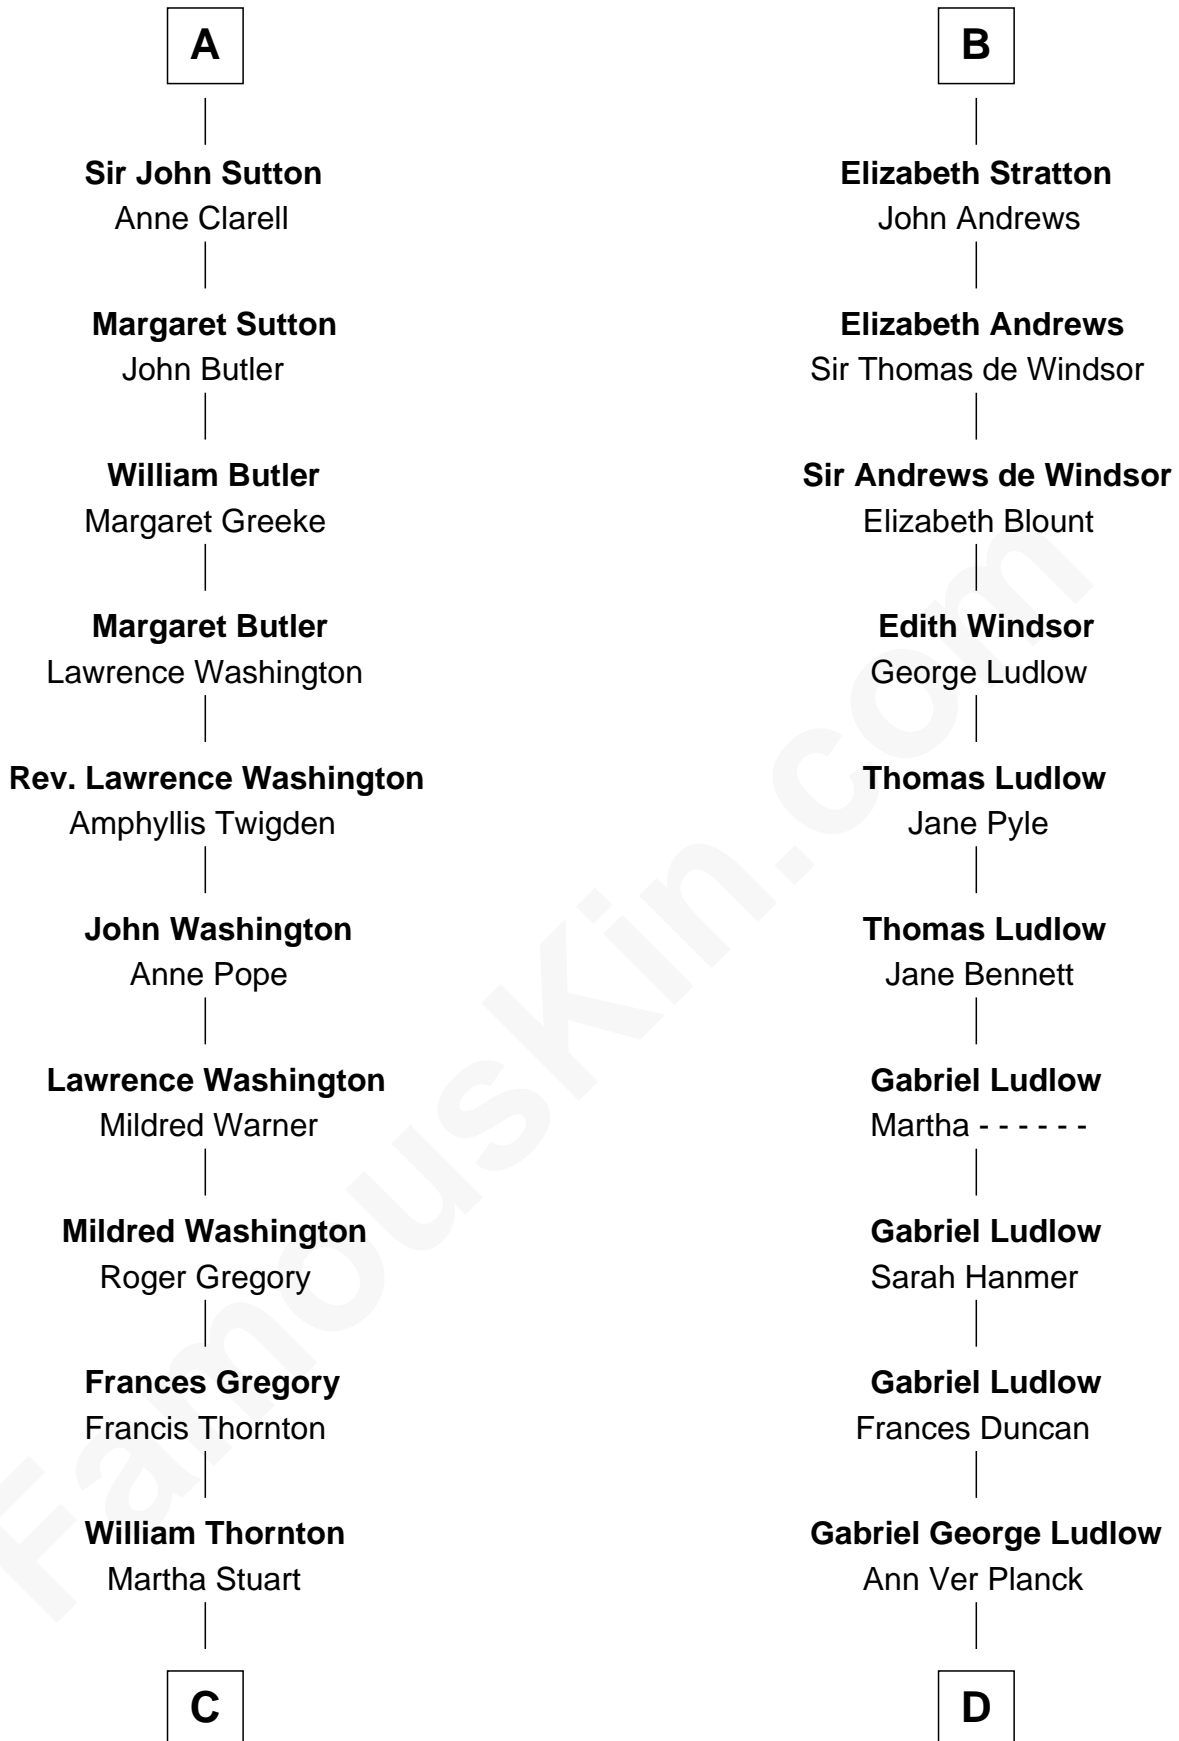 A
Sir John Sutton
Anne Clarell
Margaret Sutton
John Butler
William Butler
Margaret Greeke
Margaret Butler
Lawrence Washington
Rev. Lawrence Washington
Amphyllis Twigden
John Washington
Anne Pope
Lawrence Washington
Mildred Warner
Mildred Washington
Roger Gregory
Frances Gregory
Francis Thornton
William Thornton
Martha Stuart
C
B
Elizabeth Stratton
John Andrews
Elizabeth Andrews
Sir Thomas de Windsor
Sir Andrews de Windsor
Elizabeth Blount
Edith Windsor
George Ludlow
Thomas Ludlow
Jane Pyle
Thomas Ludlow
Jane Bennett
Gabriel Ludlow
Martha - - - - - -
Gabriel Ludlow
Sarah Hanmer
Gabriel Ludlow
Frances Duncan
Gabriel George Ludlow
Ann Ver Planck
D
FamousKin.com